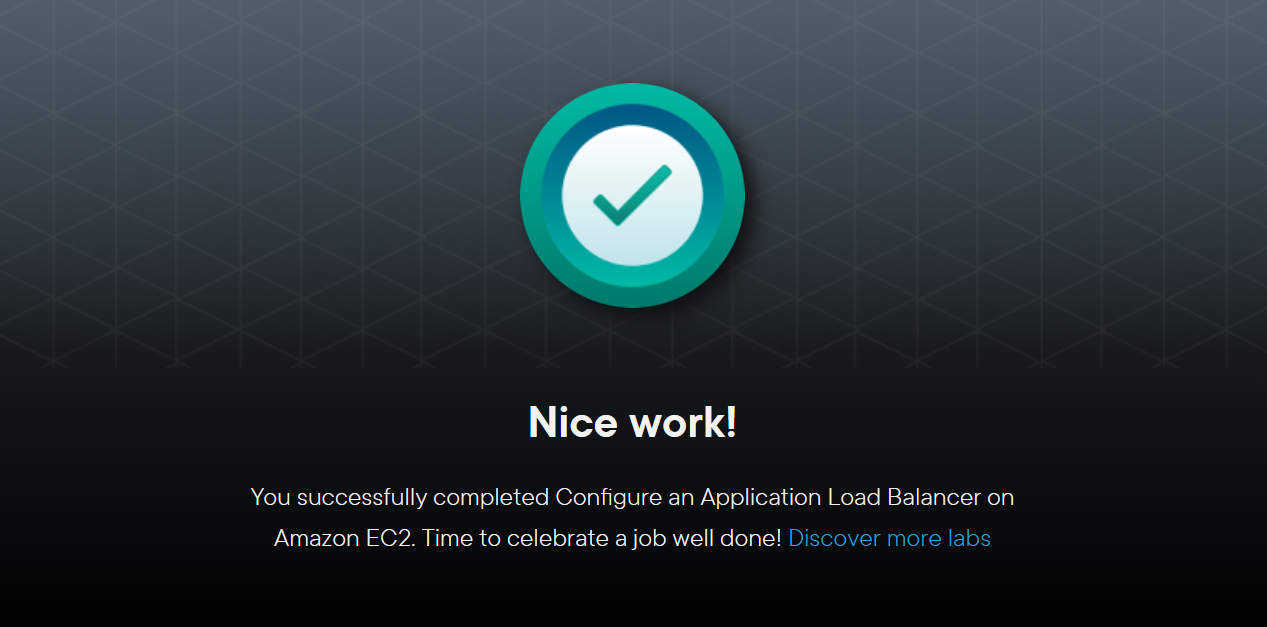 Nice work!
You successfully completed Configure an Application Load Balancer on
Amazon EC2. Time to celebrate a job well done! Discover more labs